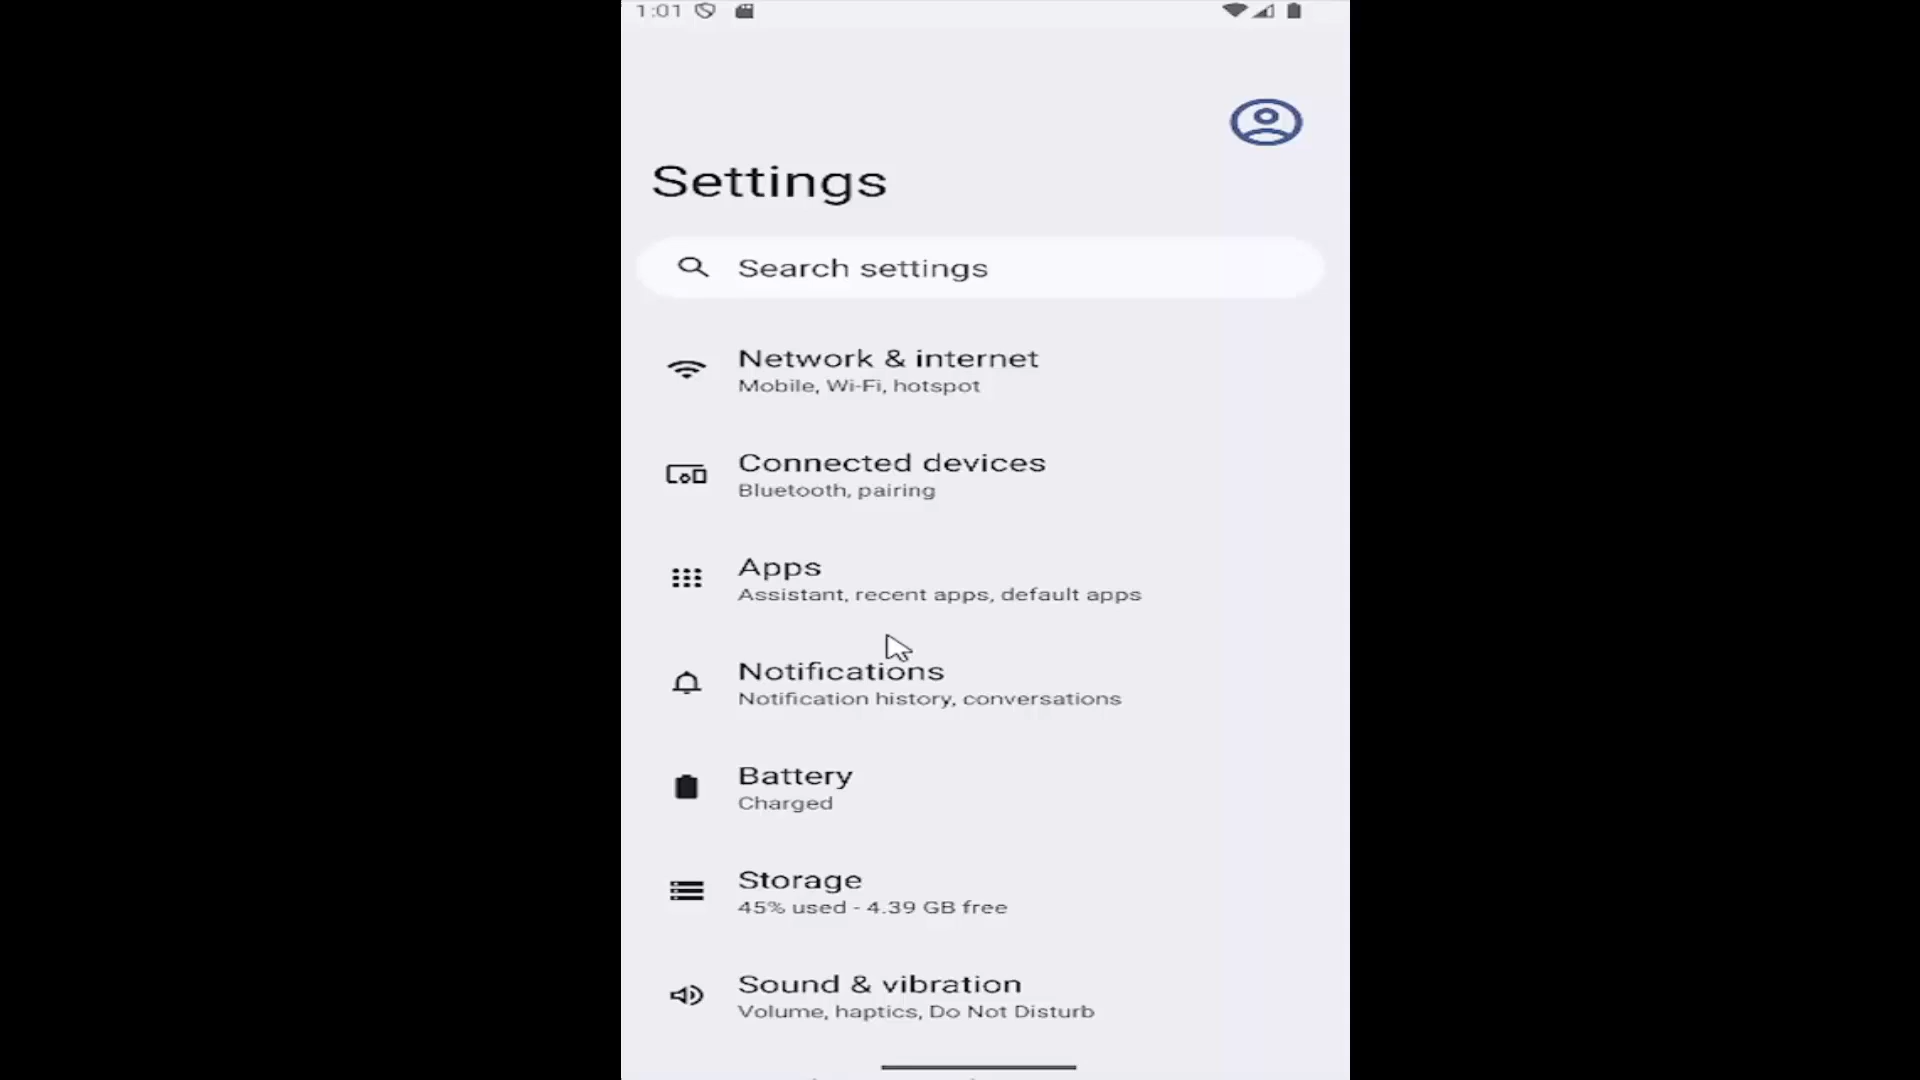 1:01
Settings
Search settings
Network & internet
Mobile, Wi-Fi, hotspot
Connected devices
Bluetooth, pairing
Apps
Assistant, recent apps, default apps
Notifications
Notification history, conversations
Battery
Charged
Storage
45% used - 4.39 GB free
Sound & vibration
Volume, haptics, Do Not Disturb